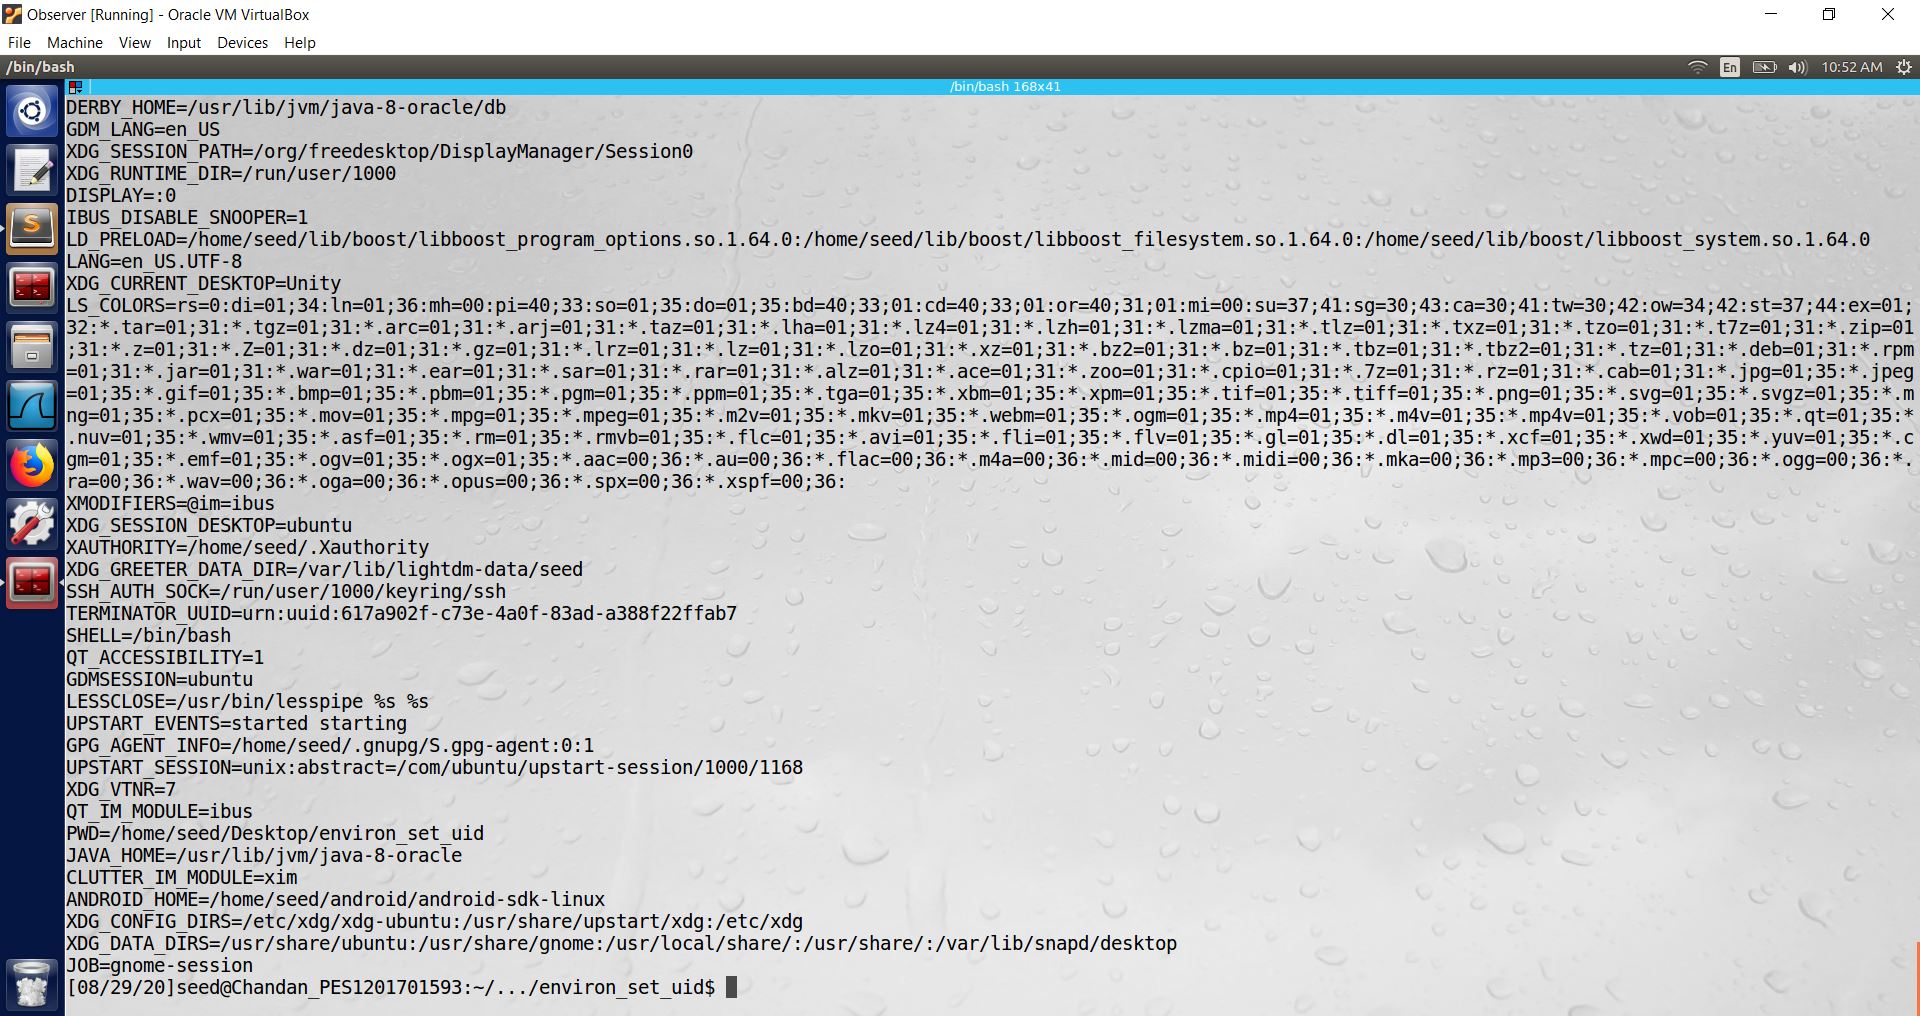 Observer [Running] - Oracle VM VirtualBox
File Machine View Input Devices Help
/bin/bash
En
10:52 AM
/bin/bash 168x41
DERBY_HOME=/usr/lib/jvm/java-8-oracle/db
GDM_LANG=en_US
XDG_SESSION_PATH=/org/freedesktop/DisplayManager/Session0
XDG_RUNTIME_DIR=/run/user/1000
DISPLAY=:0
IBUS_DISABLE_SNOOPER=1
LD_PRELOAD=/home/seed/lib/boost/libboost_program_options.so.1.64.0:/home/seed/lib/boost/libboost_filesystem.so.1.64.0:/home/seed/lib/boost/libboost_system.so.1.64.0
LANG=en_US.UTF-8
XDG_CURRENT_DESKTOP=Unity
LS_COLORS=rs=0:di=01;34:ln=01;36:mh=00:pi=40;33:so=01;35:do=01;35:bd=40;33;01:cd=40;33;01:or=40;31;01:mi=00:su=37;41:sg=30;43:ca=30;41:tw=30;42:ow=34;42:st=37;44:ex=01;
32:*.tar=01;31:*.tgz=01;31:*.arc=01;31:*.arj=01;31:*.taz=01;31:*.lha=01;31:*.lz4=01;31:*.lzh=01;31:*.lzma=01;31:*.tlz=01;31:*.txz=01;31:*.tzo=01;31:*.t7z=01;31:*.zip=01
;31:*.z=01;31:*.Z=01;31:*.dz=01;31:*.gz=01;31:*.lrz=01;31:*.lz=01;31:*.lzo=01;31:*.xz=01;31:*.bz2=01;31:*.bz=01;31:*.tbz=01;31:*.tbz2=01;31:*.tz=01;31:*.deb=01;31:*.rpm
=01;31:*.jar=01;31:*.war=01;31:*.ear=01;31:*.sar=01;31:*.rar=01;31:*.alz=01;31:*.ace=01;31:*.zoo=01;31:*.cpio=01;31:*.7z=01;31:*.rz=01;31:*.cab=01;31:*.jpg=01;35:*.jpeg
=01;35:*.gif=01;35:*.bmp=01;35:*.pbm=01;35:*.pgm=01;35:*.ppm=01;35:*.tga=01;35:*.xbm=01;35:*.xpm=01;35:*.tif=01;35:*.tiff=01;35:*.png=01;35:*.svg=01;35:*.svgz=01;35:*.m
ng=01;35:*.pcx=01;35:*.mov=01;35:*.mpg=01;35:*.mpeg=01;35:*.m2v=01;35:*.mkv=01;35:*.webm=01;35:*.ogm=01;35:*.mp4=01;35:*.m4v=01;35:*.mp4v=01;35:*.vob=01;35:*.qt=01;35:*
.nuv=01;35:*.wmv=01;35:*.asf=01;35:*.rm=01;35:*.rmvb=01;35:*.flc=01;35:*.avi=01;35:*.fli=01;35:*.flv=01;35:*.gl=01;35:*.dl=01;35:*.xcf=01;35:*.xwd=01;35:*.yuv=01;35:*.c
gm=01;35:*.emf=01;35:*.ogv=01;35:*.ogx=01;35:*.aac=00;36:*.au=00;36:*.flac=00;36:*.m4a=00;36:*.mid=00;36:*.midi=00;36:*.mka=00;36:*.mp3=00;36:*.mpc=00;36:*.ogg=00;36:*.
ra=00;36:*.wav=00;36:*.oga=00;36:*.opus=00;36:*.spx=00;36:*.xspf=00;36:
XMODIFIERS=@im=ibus
XDG_SESSION_DESKTOP=ubuntu
XAUTHORITY=/home/seed/.Xauthority
XDG_GREETER_DATA_DIR=/var/lib/lightdm-data/seed
SSH_AUTH_SOCK=/run/user/1000/keyring/ssh
TERMINATOR_UUID=urn:uuid:617a902f-c73e-4a0f-83ad-a388f22ffab7
SHELL=/bin/bash
QT_ACCESSIBILITY=1
GDMSESSION=ubuntu
LESSCLOSE=/usr/bin/lesspipe %s %s
UPSTART_EVENTS=started starting
GPG_AGENT_INFO=/home/seed/.gnupg/S.gpg-agent:0:1
UPSTART_SESSION=unix:abstract=/com/ubuntu/upstart-session/1000/1168
XDG_VTNR=7
QT_IM_MODULE=ibus
PWD=/home/seed/Desktop/environ_set_uid
JAVA_HOME=/usr/lib/jvm/java-8-oracle
CLUTTER_IM_MODULE=xim
ANDROID_HOME=/home/seed/android/android-sdk-linux
XDG_CONFIG_DIRS=/etc/xdg/xdg-ubuntu:/usr/share/upstart/xdg:/etc/xdg
XDG_DATA_DIRS=/usr/share/ubuntu:/usr/share/gnome:/usr/local/share/:/usr/share/:/var/lib/snapd/desktop
JOB=gnome-session
[08/29/20]seed@Chandan_PES1201701593:~/.../environ_set_uid$